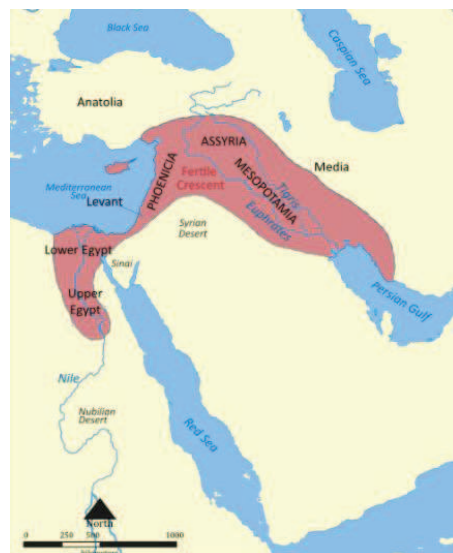 Black Sea
Caspian Sea
Anatolia
ASSYRIA
PHOENICIA
Fertile
Crescent
MESOPOTAMIA
Media
Tigris
Euphrates
Mediterranean
Sea
Levant
Syrian
Desert
Lower Egypt
Sinai
Upper
Egypt
Persian Gulf
Nile
Nubilian
Desert
Red Sea
North
0 250 500 1000